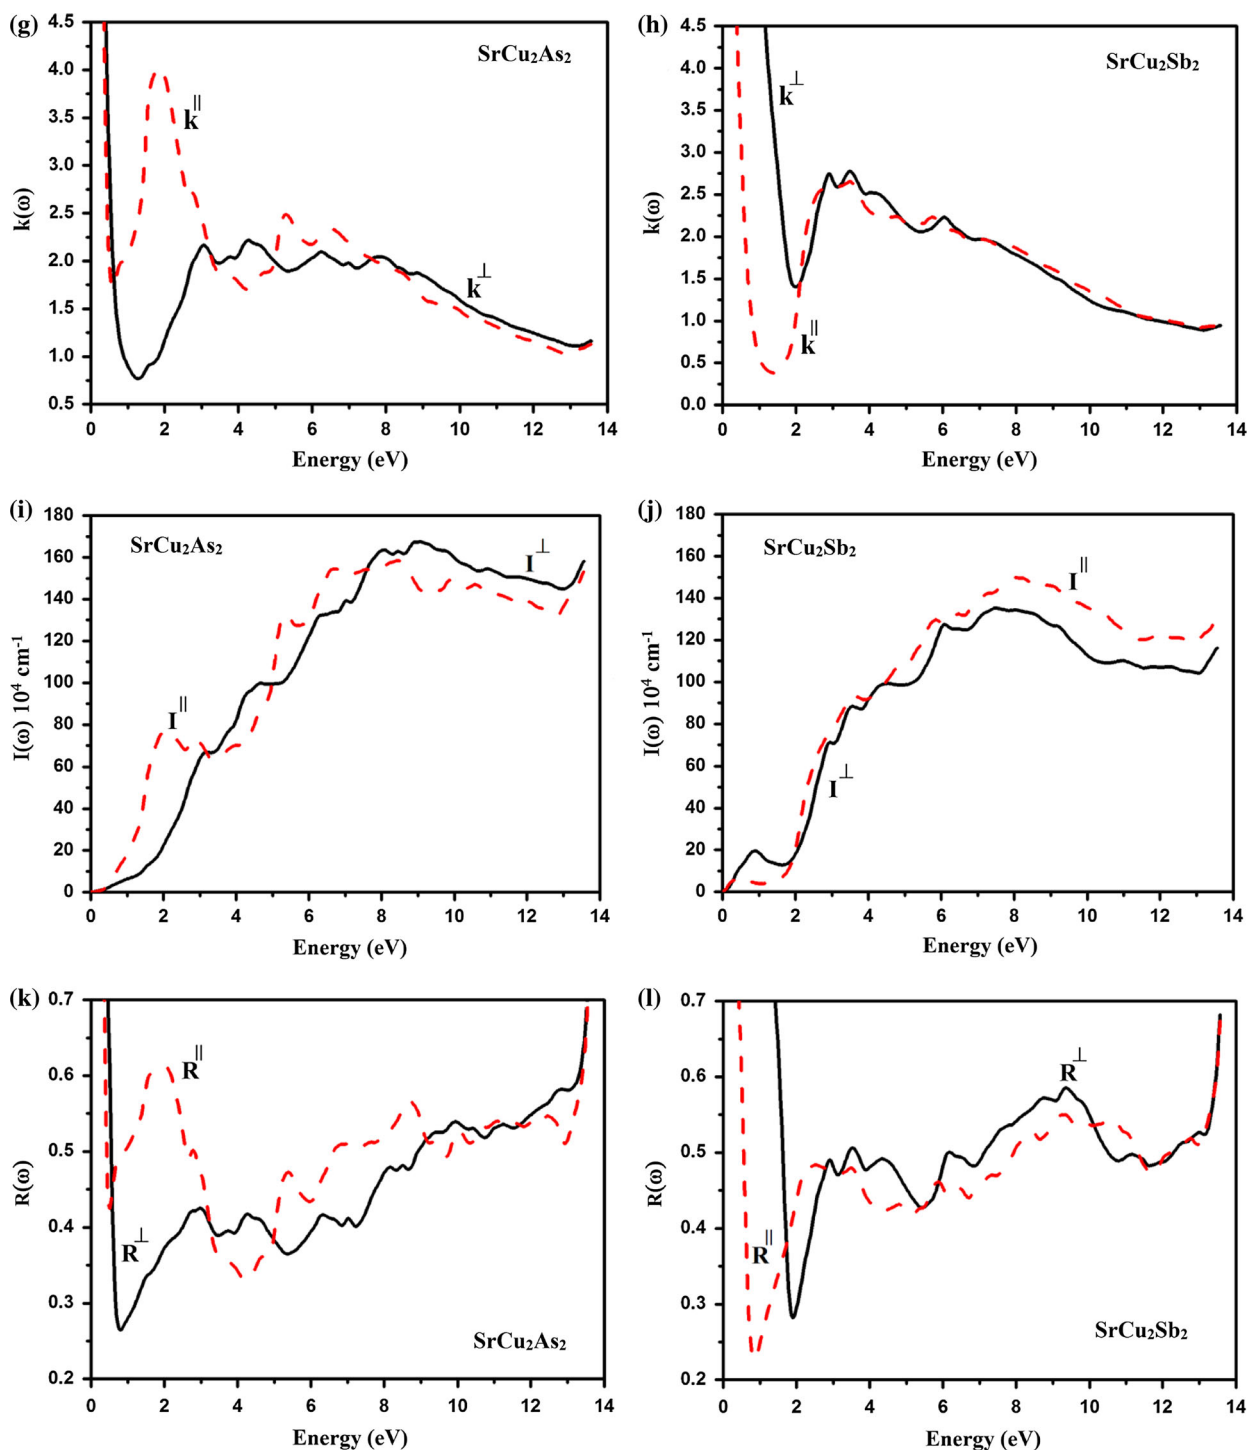 (g)
SrCu₂As₂
k∥
k⊥
k(ω)
4.5
4.0
3.5
3.0
2.5
2.0
1.5
1.0
0.5
0 2 4 6 8 10 12 14
Energy (eV)
(h)
SrCu₂Sb₂
k⊥
k∥
k(ω)
4.5
4.0
3.5
3.0
2.5
2.0
1.5
1.0
0.5
0.0
0 2 4 6 8 10 12 14
Energy (eV)
(i)
SrCu₂As₂
I⊥
I∥
I(ω) 10⁴ cm⁻¹
180
160
140
120
100
80
60
40
20
0
0 2 4 6 8 10 12 14
Energy (eV)
(j)
SrCu₂Sb₂
I∥
I⊥
I(ω) 10⁴ cm⁻¹
180
160
140
120
100
80
60
40
20
0
0 2 4 6 8 10 12 14
Energy (eV)
(k)
R∥
R⊥
SrCu₂As₂
R(ω)
0.7
0.6
0.5
0.4
0.3
0.2
0 2 4 6 8 10 12 14
Energy (eV)
(l)
R⊥
R∥
SrCu₂Sb₂
R(ω)
0.7
0.6
0.5
0.4
0.3
0.2
0 2 4 6 8 10 12 14
Energy (eV)